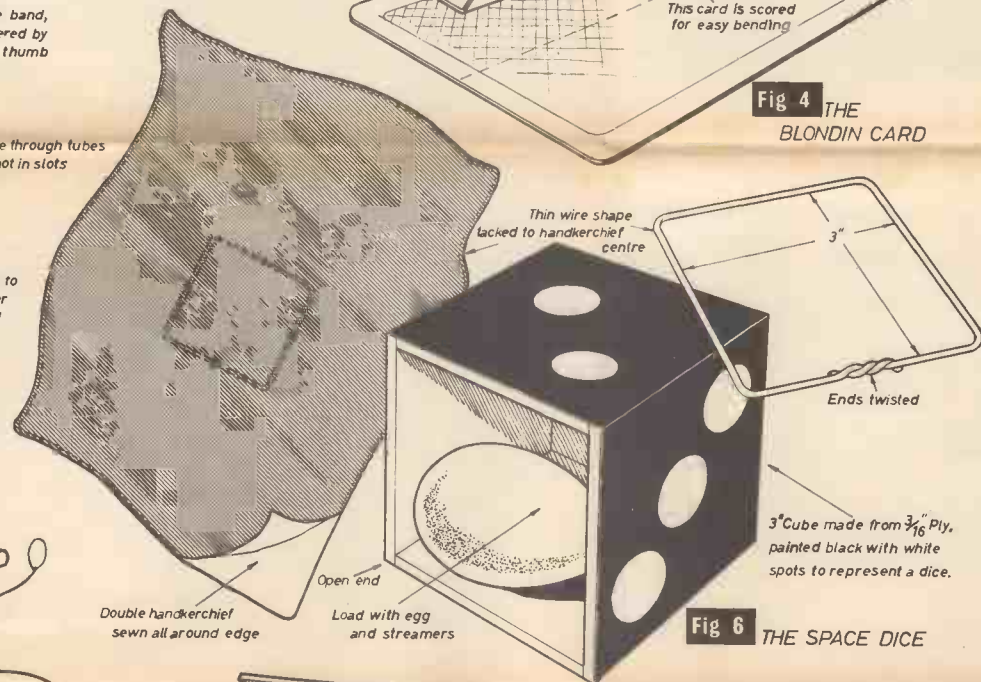 e band,
ered by
thumb
This card is scored
for easy bending
Fig 4 THE
BLONDIN CARD
e through tubes
not in slots
Thin wire shape
tacked to handkerchief
centre
3"
to
er
Ends twisted
3" Cube made from 3/16" Ply,
painted black with white
spots to represent a dice.
Open end
Double handkerchief
sewn all around edge
Load with egg
and streamers
Fig 6 THE SPACE DICE